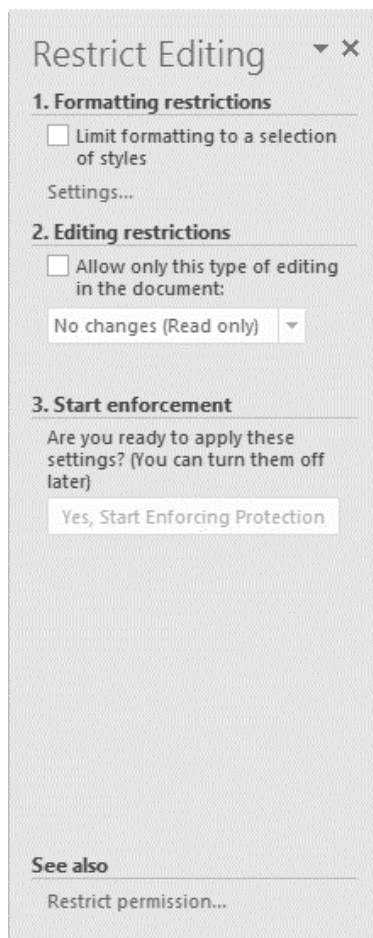 Restrict Editing
1. Formatting restrictions
Limit formatting to a selection
of styles
Settings...
2. Editing restrictions
Allow only this type of editing
in the document:
No changes (Read only)
3. Start enforcement
Are you ready to apply these
settings? (You can turn them off
later)
Yes, Start Enforcing Protection
See also
Restrict permission...